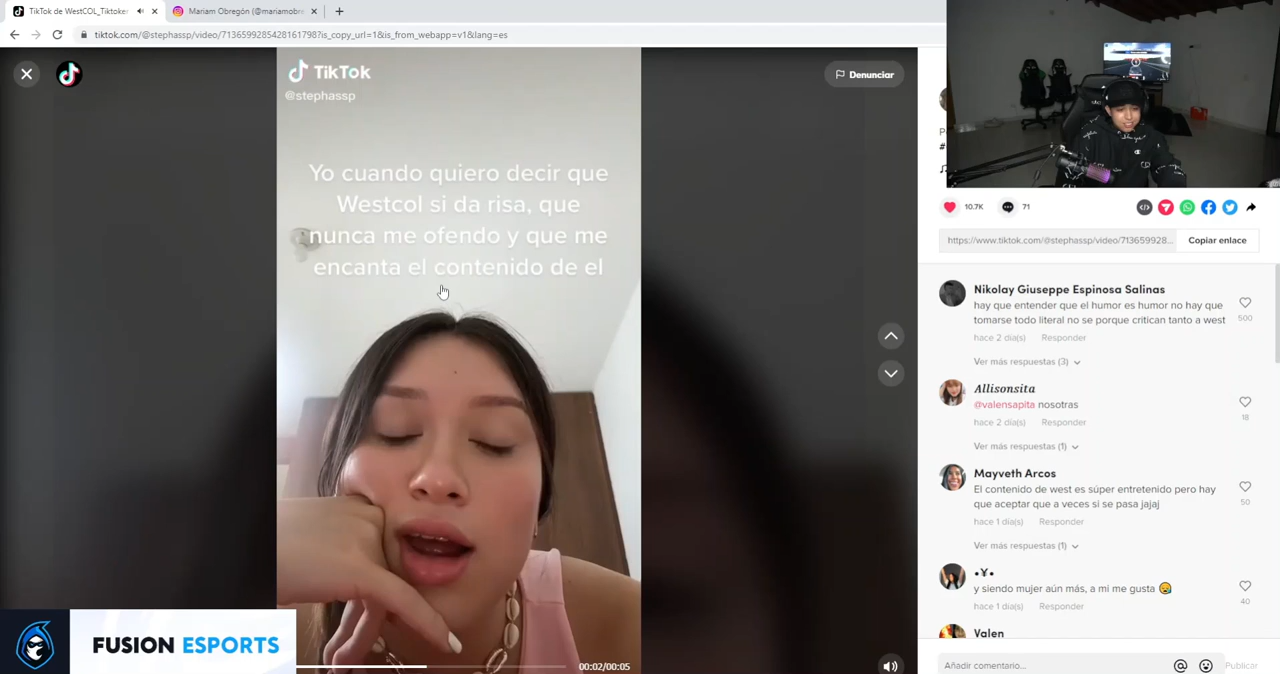 TikTok de WestCOL_Tiktoker
Mariam Obregón (@mariamobre
tiktok.com/@stephassp/video/7136599285428161798?is_copy_url=1&is_from_webapp=v1&lang=es
TikTok
@stephassp
Denunciar
Yo cuando quiero decir que
Westcol si da risa, que
nunca me ofendo y que me
encanta el contenido de el
10.7K
71
https://www.tiktok.com/@stephassp/video/713659928...
Copiar enlace
Nikolay Giuseppe Espinosa Salinas
hay que entender que el humor es humor no hay que
tomarse todo literal no se porque critican tanto a west
500
hace 2 día(s)
Responder
Ver más respuestas (3)
Allisonsita
@valensapita nosotras
18
hace 2 día(s)
Responder
Ver más respuestas (1)
Mayveth Arcos
El contenido de west es súper entretenido pero hay
que aceptar que a veces si se pasa jajaj
50
hace 1 día(s)
Responder
Ver más respuestas (1)
•¥•
y siendo mujer aún más, a mi me gusta 😪
40
hace 1 día(s)
Responder
Valen
FUSION ESPORTS
00:02/00:05
Añadir comentario...
Publicar